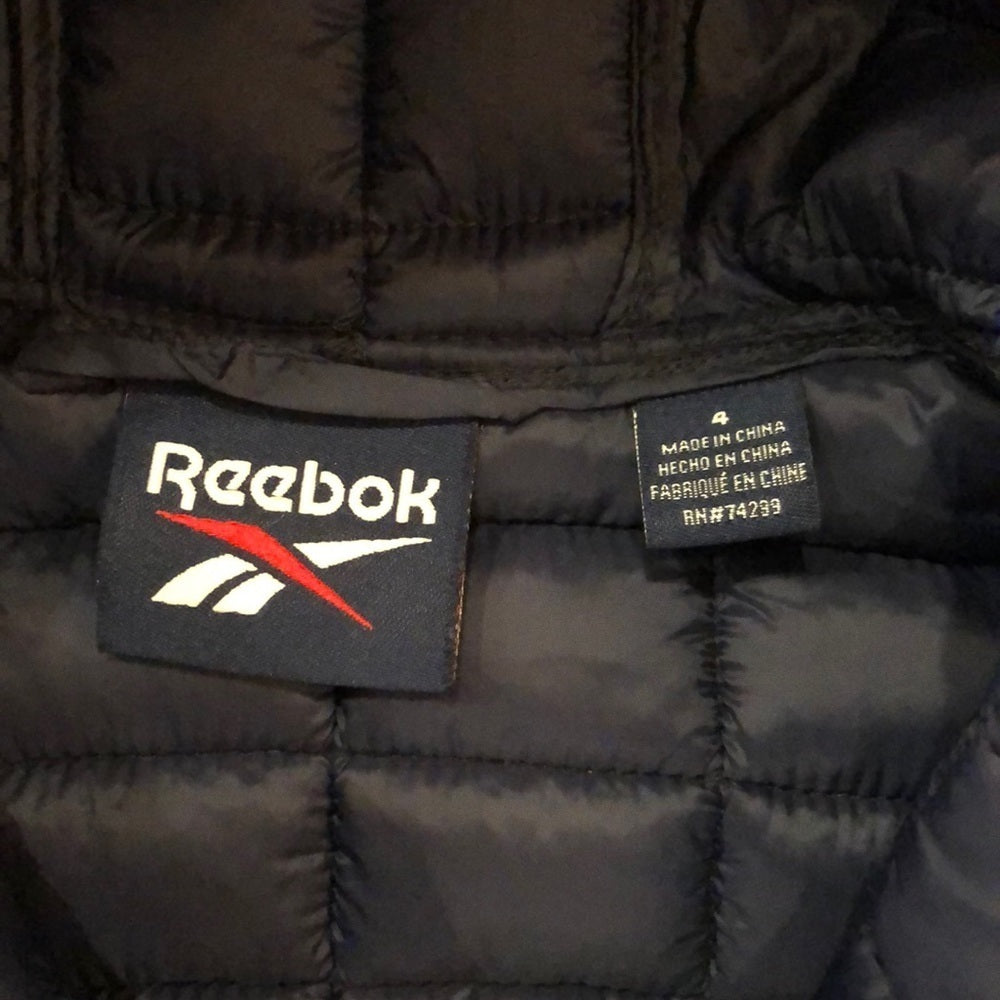 Reebok
4
MADE IN CHINA
HECHO EN CHINA
FABRIQUÉ EN CHINE
RN#74299